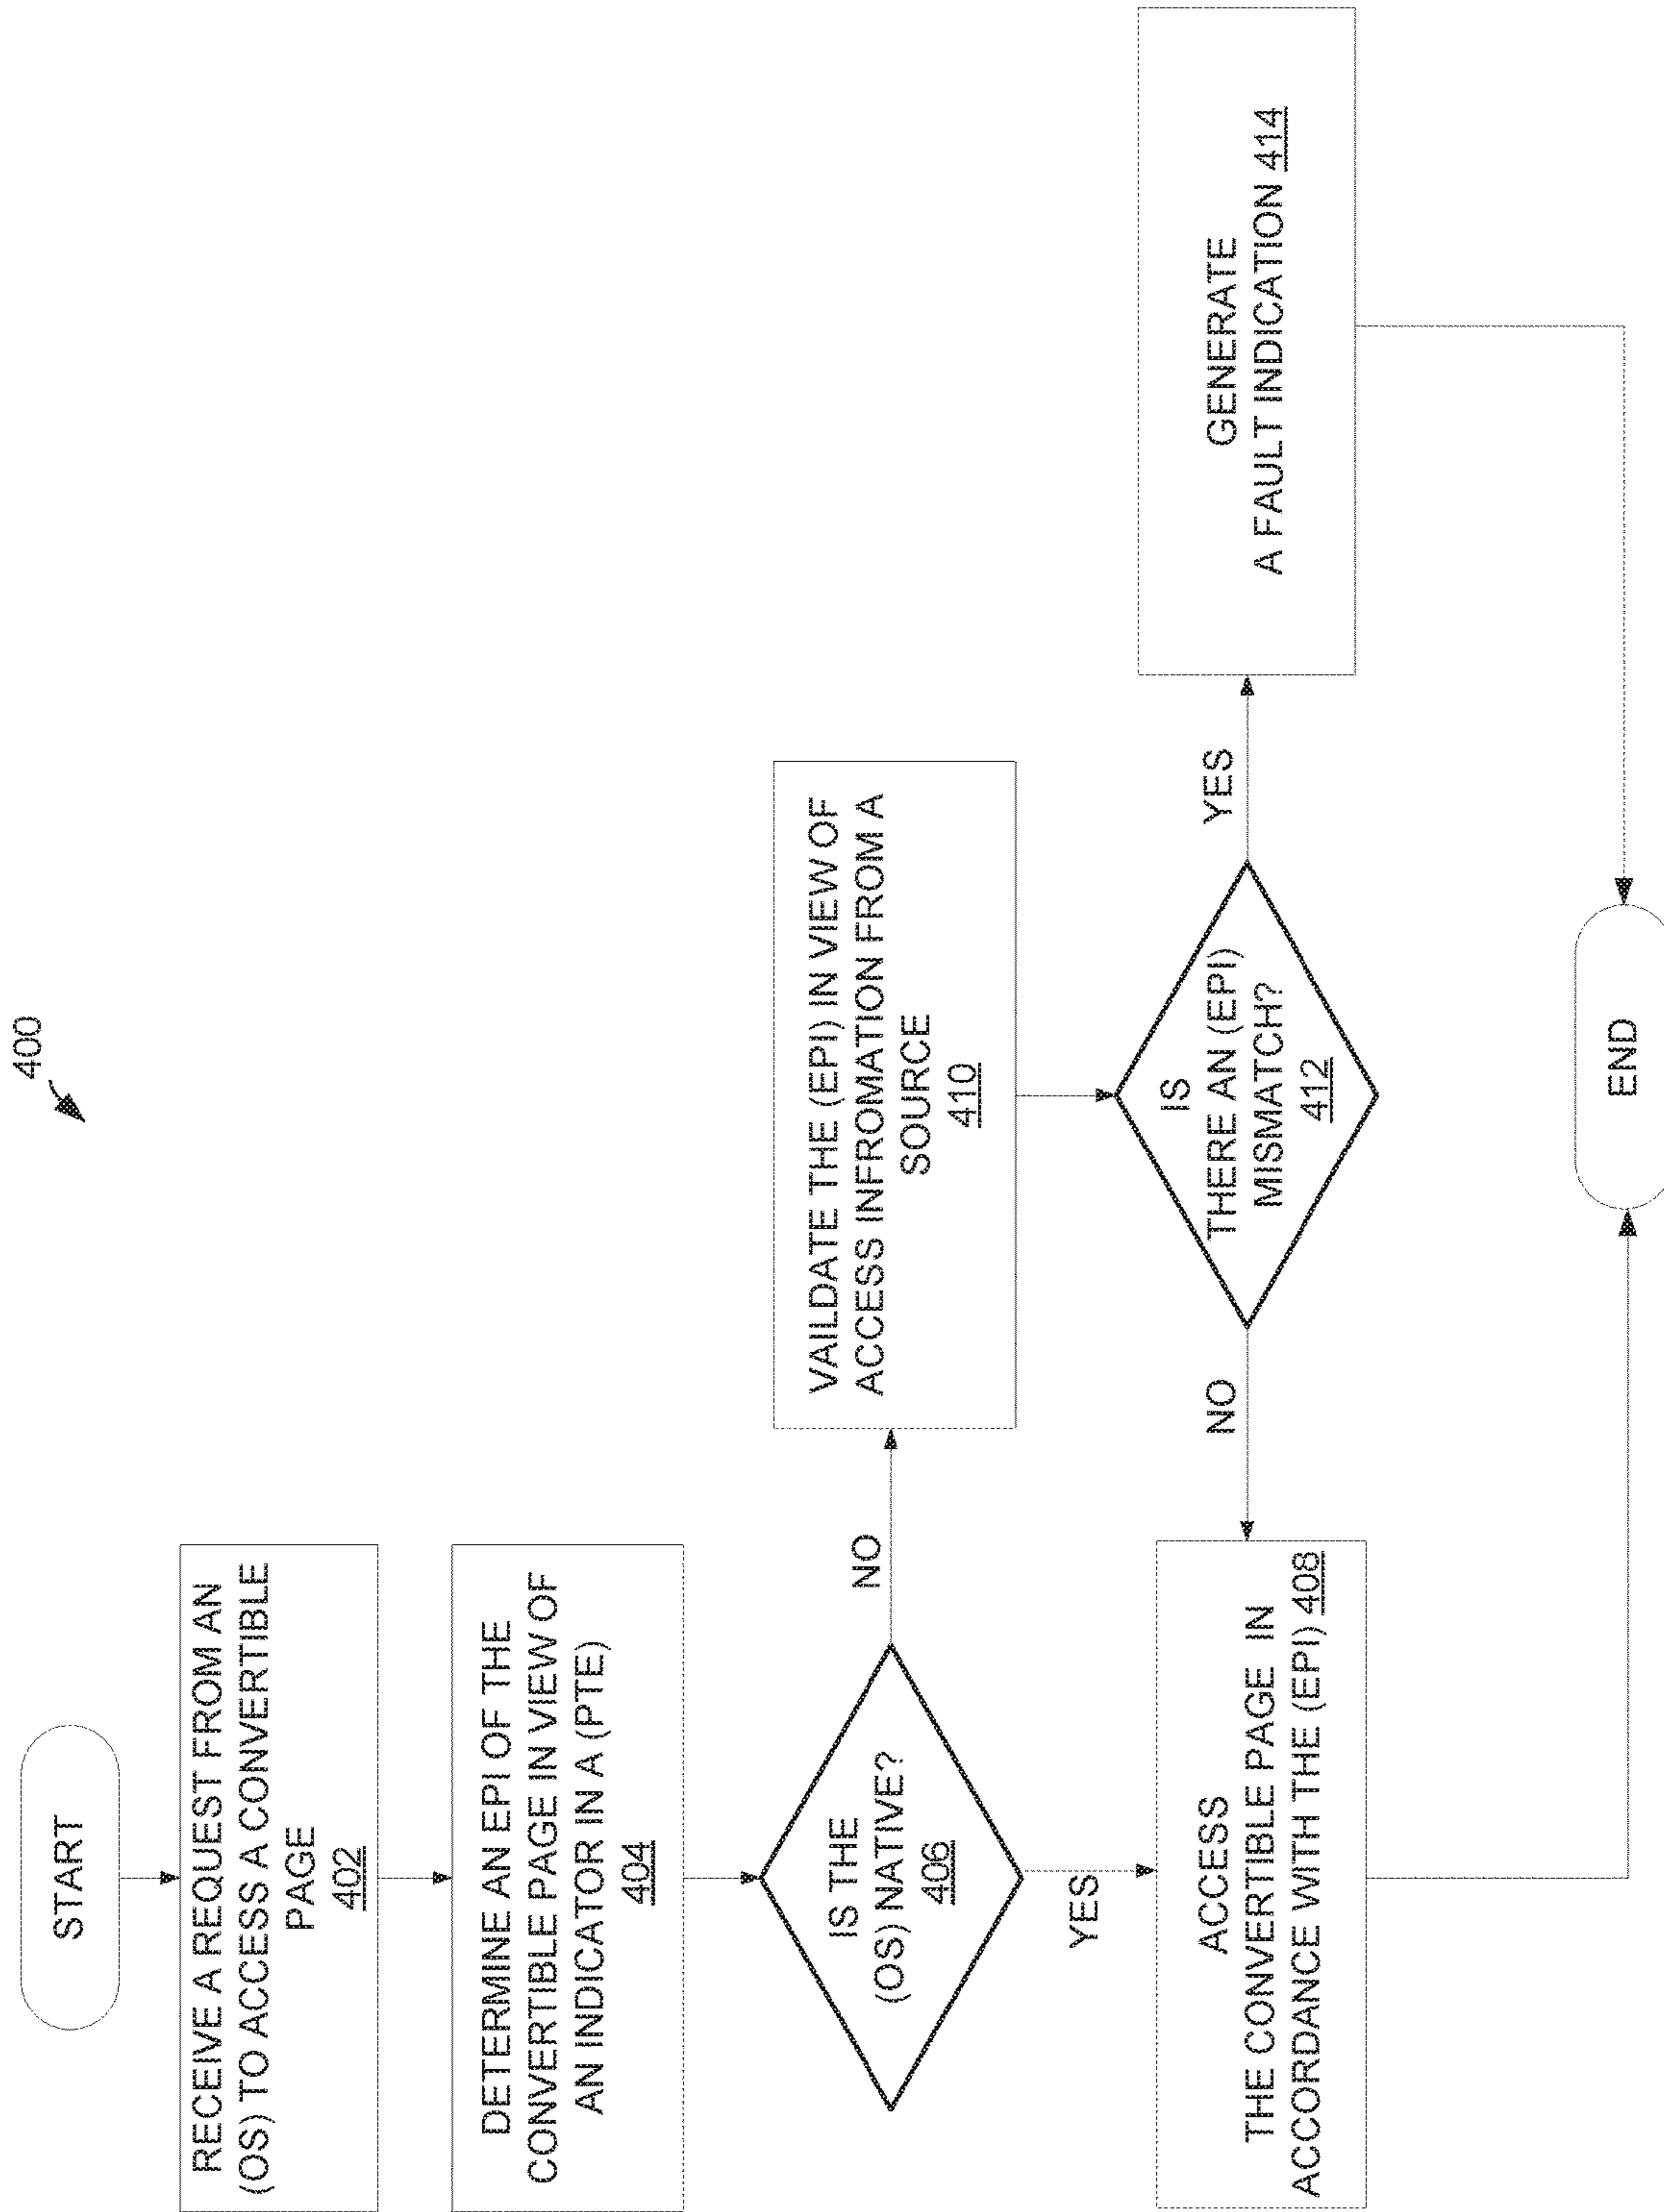 400
START
RECEIVE A REQUEST FROM AN
(OS) TO ACCESS A CONVERTIBLE
PAGE
402
DETERMINE AN EPI OF THE
CONVERTIBLE PAGE IN VIEW OF
AN INDICATOR IN A (PTE)
404
IS THE
(OS) NATIVE?
406
NO
YES
VAILDATE THE (EPI) IN VIEW OF
ACCESS INFROMATION FROM A
SOURCE
410
IS
THERE AN (EPI)
MISMATCH?
412
NO
YES
ACCESS
THE CONVERTIBLE PAGE IN
ACCORDANCE WITH THE (EPI) 408
GENERATE
A FAULT INDICATION 414
END